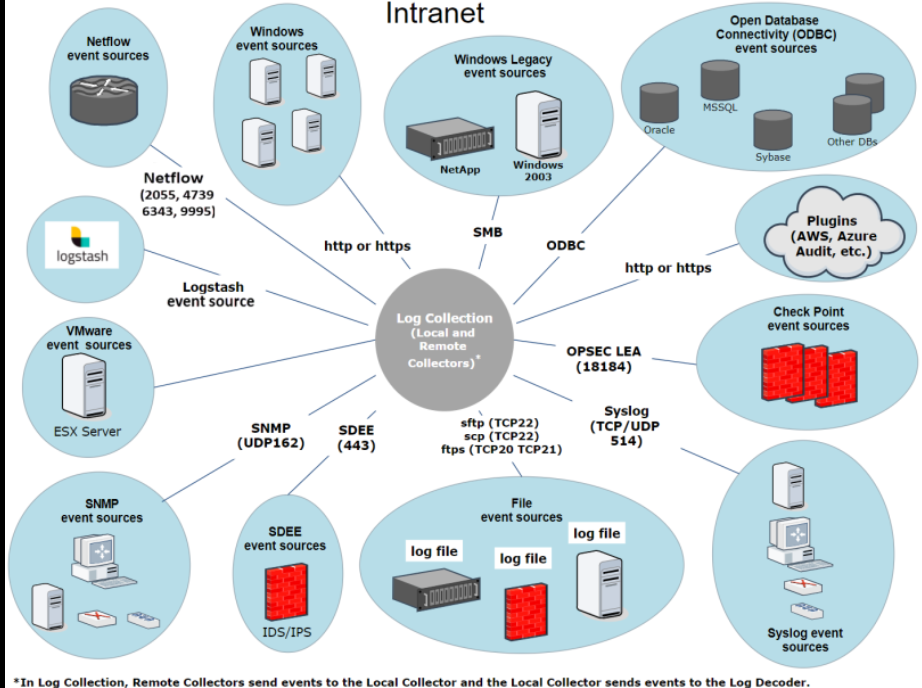 Intranet
Netflow
event sources
Windows
event sources
Windows Legacy
event sources
NetApp
Windows
2003
Open Database
Connectivity (ODBC)
event sources
Oracle
MSSQL
Sybase
Other DBs
Netflow
(2055, 4739
6343, 9995)
http or https
SMB
ODBC
http or https
Plugins
(AWS, Azure
Audit, etc.)
logstash
Logstash
event source
Log Collection
(Local and
Remote
Collectors)*
VMware
event sources
ESX Server
OPSEC LEA
(18184)
Check Point
event sources
SNMP
(UDP162)
SDEE
(443)
sftp (TCP22)
scp (TCP22)
ftps (TCP20 TCP21)
Syslog
(TCP/UDP
514)
SNMP
event sources
SDEE
event sources
IDS/IPS
File
event sources
log file
log file
log file
Syslog event
sources
*In Log Collection, Remote Collectors send events to the Local Collector and the Local Collector sends events to the Log Decoder.